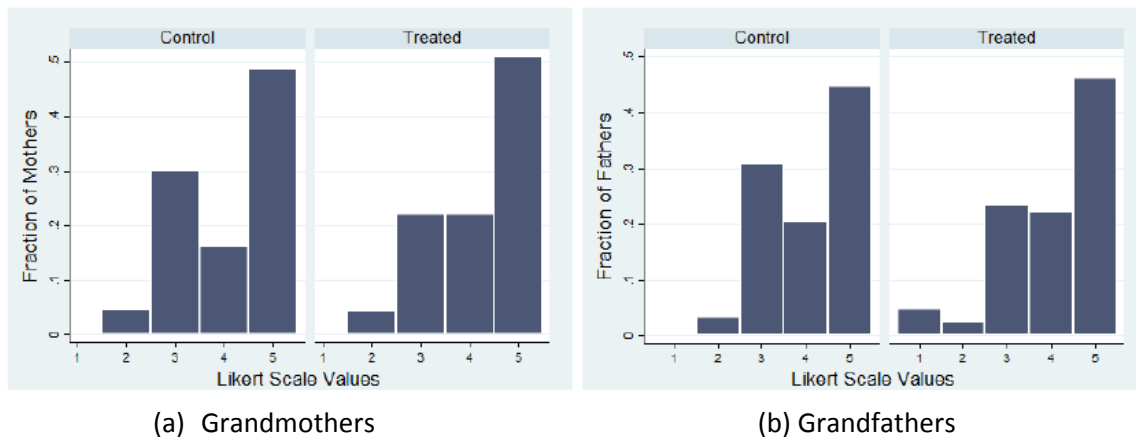 Control Treated
Fraction of Mothers
.5
.4
.3
.2
.1
0
1 2 3 4 5 1 2 3 4 5
Likert Scale Values
(a) Grandmothers
Control Treated
Fraction of Fathers
.5
.4
.3
.2
.1
0
1 2 3 4 5 1 2 3 4 5
Likert Scale Values
(b) Grandfathers